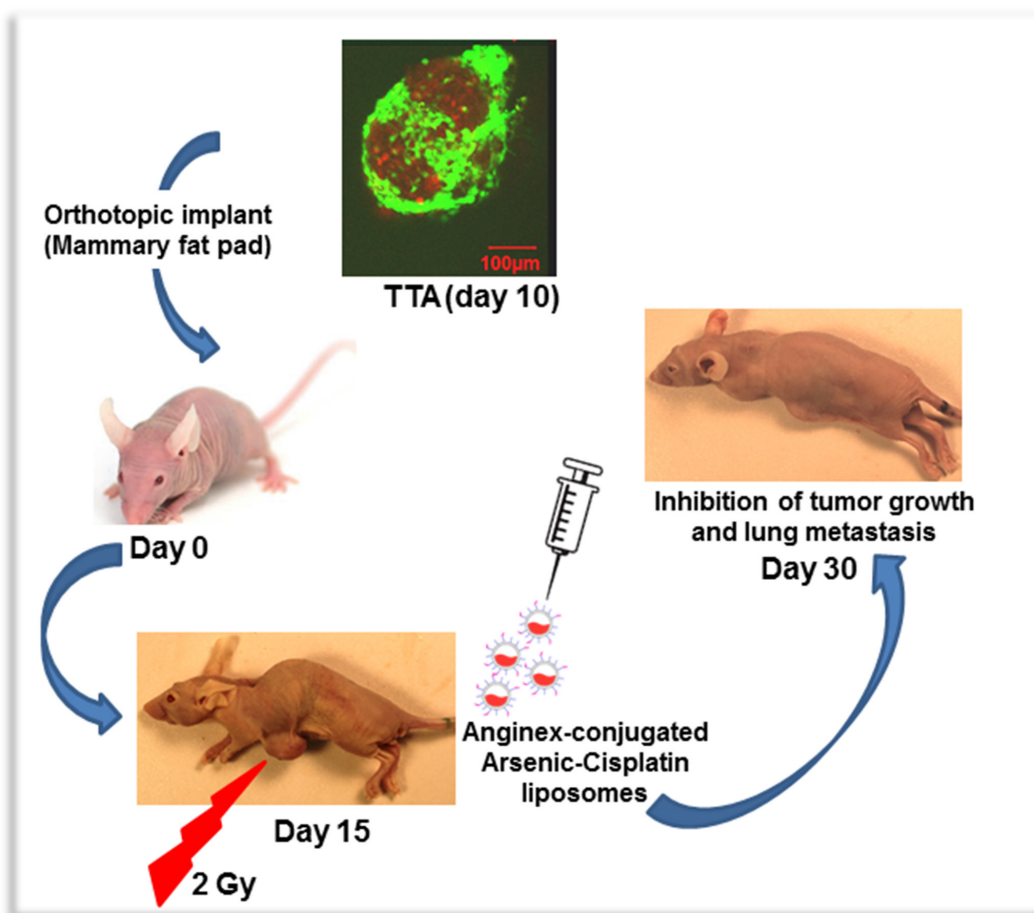 100µm
TTA(day 10)
Orthotopic implant
(Mammary fat pad)
Day 0
Day 15
2 Gy
Anginex-conjugated
Arsenic-Cisplatin
liposomes
Inhibition of tumor growth
and lung metastasis
Day 30